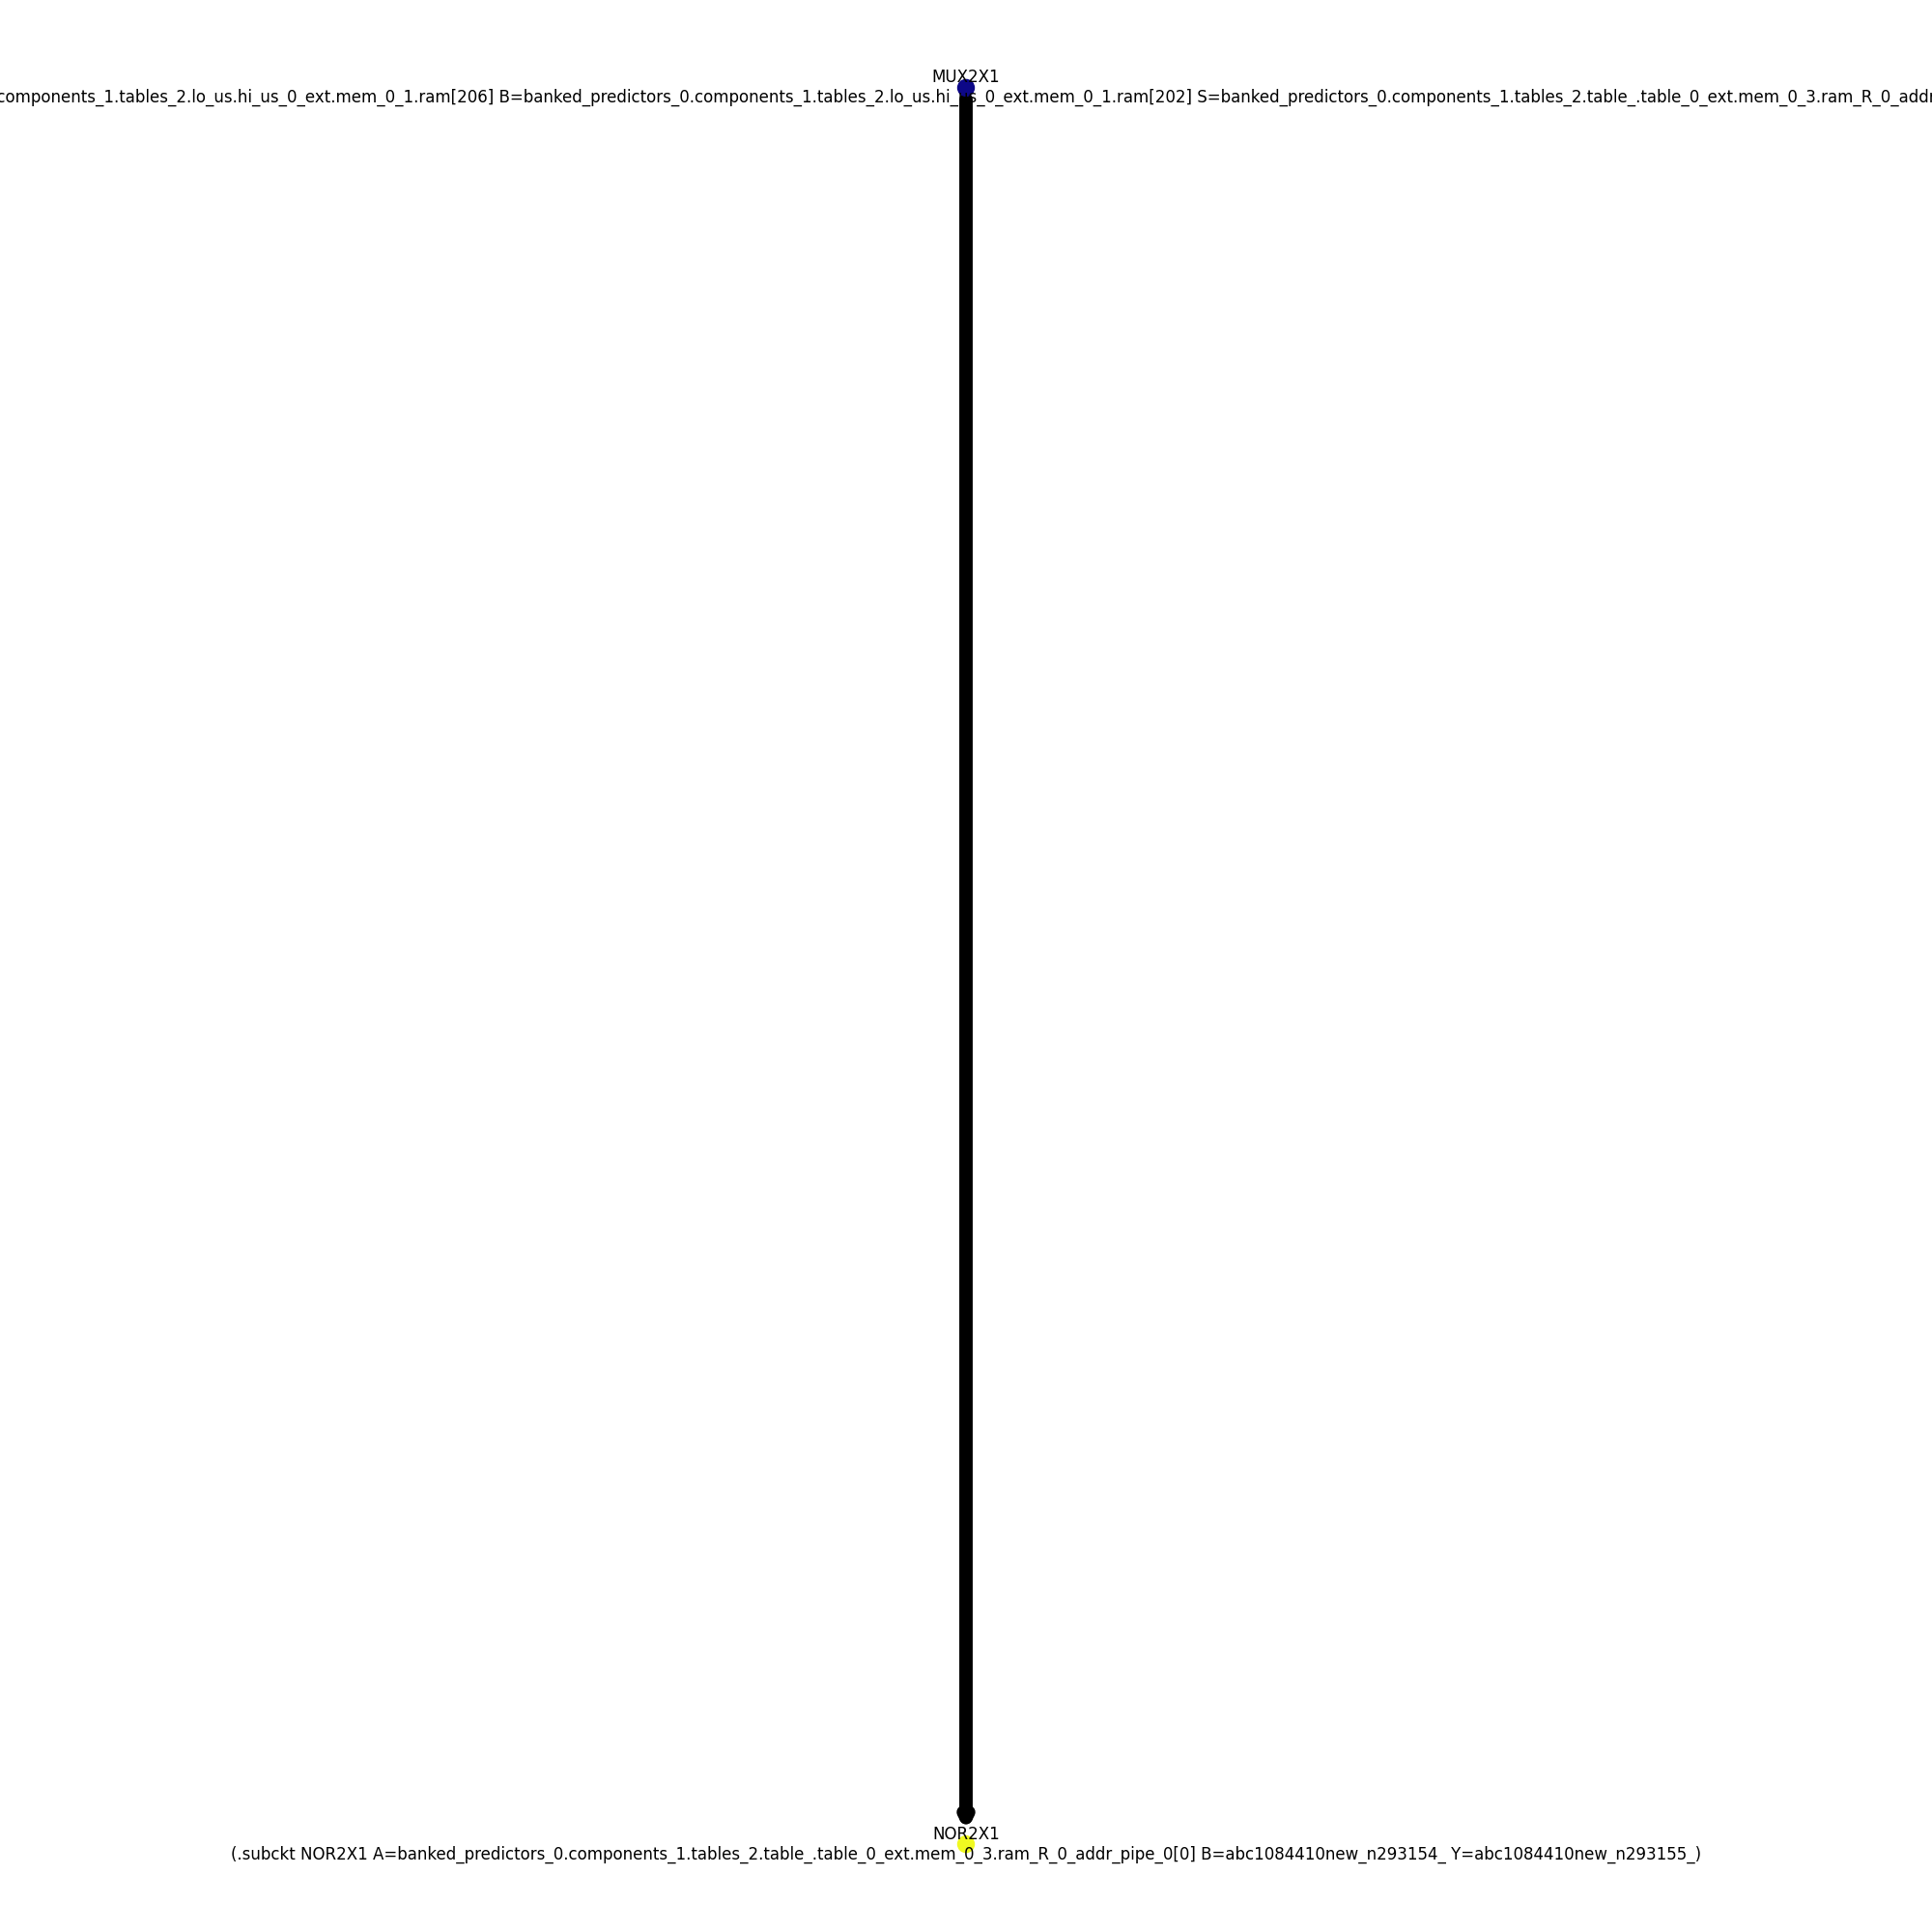 MUX2X1
components_1.tables_2.lo_us.hi_us_0_ext.mem_0_1.ram[206] B=banked_predictors_0.components_1.tables_2.lo_us.hi_us_0_ext.mem_0_1.ram[202] S=banked_predictors_0.components_1.tables_2.table_.table_0_ext.mem_0_3.ram_R_0_addr
NOR2X1
(.subckt NOR2X1 A=banked_predictors_0.components_1.tables_2.table_.table_0_ext.mem_0_3.ram_R_0_addr_pipe_0[0] B=abc1084410new_n293154_ Y=abc1084410new_n293155_)